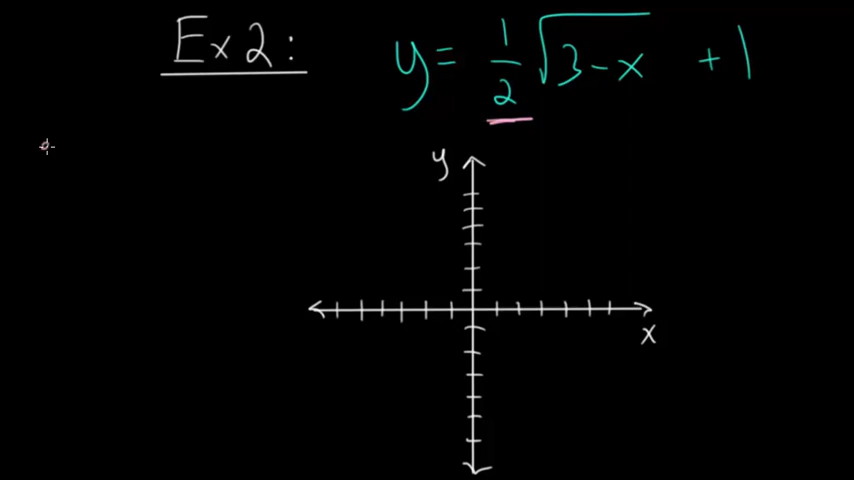 Ex 2:
y = 1/2 √(3-x) + 1
y
x